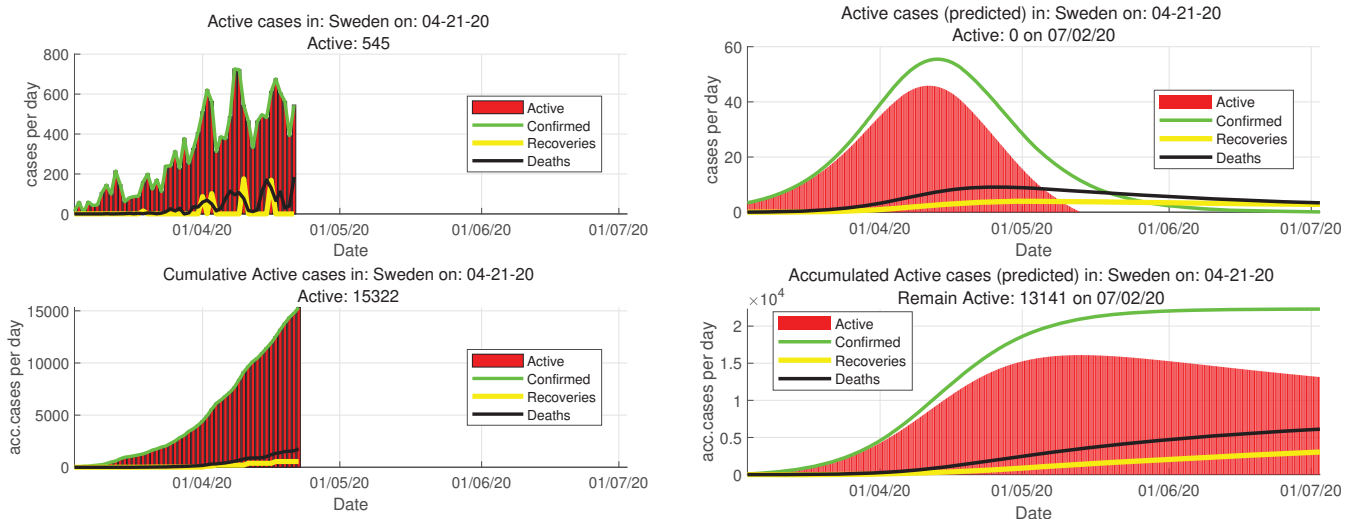 Active cases in: Sweden on: 04-21-20
Active: 545
800
600
400
200
0
cases per day
Active
Confirmed
Recoveries
Deaths
01/04/20
01/05/20
01/06/20
01/07/20
Date
Active cases (predicted) in: Sweden on: 04-21-20
Active: 0 on 07/02/20
60
40
20
0
cases per day
Active
Confirmed
Recoveries
Deaths
01/04/20
01/05/20
01/06/20
01/07/20
Date
Cumulative Active cases in: Sweden on: 04-21-20
Active: 15322
15000
10000
5000
0
acc.cases per day
Active
Confirmed
Recoveries
Deaths
01/04/20
01/05/20
01/06/20
01/07/20
Date
Accumulated Active cases (predicted) in: Sweden on: 04-21-20
Remain Active: 13141 on 07/02/20
×10⁴
2
1.5
1
0.5
0
acc.cases per day
Active
Confirmed
Recoveries
Deaths
01/04/20
01/05/20
01/06/20
01/07/20
Date